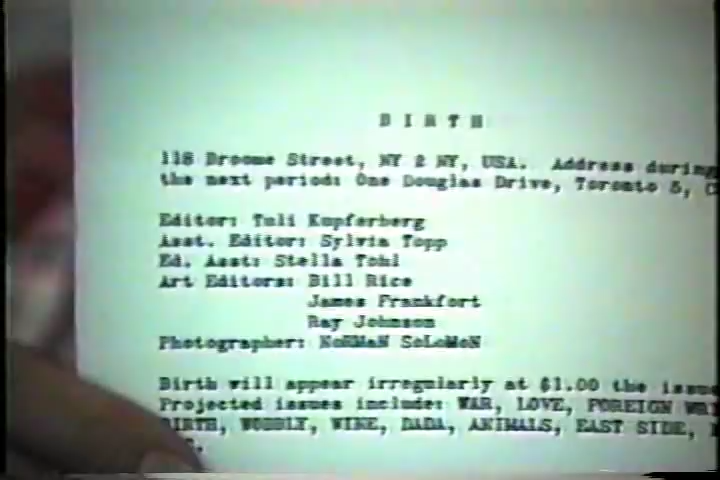 B I R T H
118 Broome Street, NY 2 NY, USA. Address during
the next period: One Douglas Drive, Toronto 5, C
Editor: Tuli Kupferberg
Asst. Editor: Sylvia Topp
Ed. Asst: Stella Tohl
Art Editors: Bill Rice
James Frankfort
Ray Johnson
Photographer: NoRMaN SoLoMoN
Birth will appear irregularly at $1.00 the issue
Projected issues include: WAR, LOVE, FOREIGN WRI
BIRTH, WOBBLY, WINE, DADA, ANIMALS, EAST SIDE,